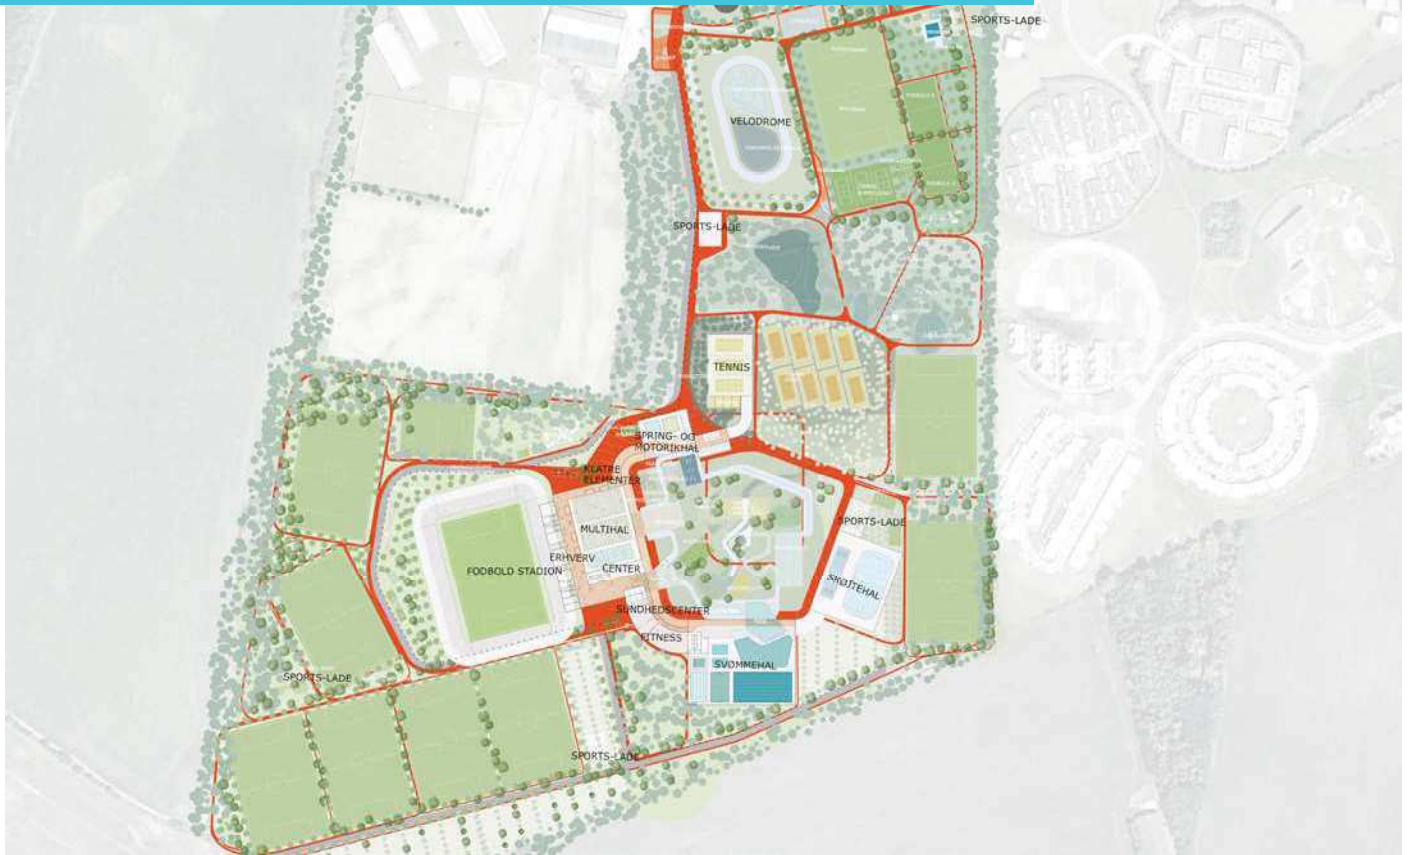 SPORTS-LADE
VELODROME
SPORTS-LADE
TENNIS
SPRING- OG
MOTORIKHAL
KLATRE
ELEMENTER
SPORTS-LADE
MULTIHAL
ERHVERV
CENTER
FODBOLD STADION
SKØJTEHAL
SUNDHEDSCENTER
FITNESS
SVØMMEHAL
SPORTS-LADE
SPORTS-LADE